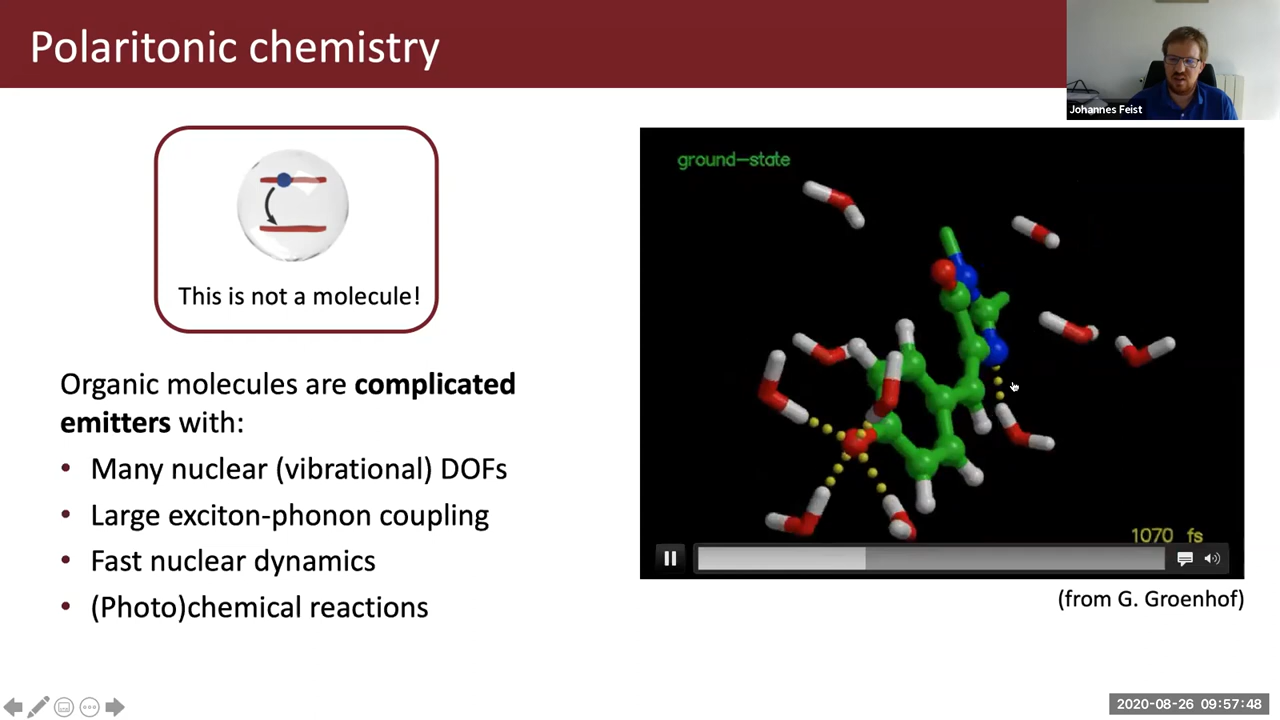 Polaritonic chemistry
Johannes Feist
This is not a molecule!
Organic molecules are complicated
emitters with:
• Many nuclear (vibrational) DOFs
• Large exciton-phonon coupling
• Fast nuclear dynamics
• (Photo)chemical reactions
ground-state
1070 fs
(from G. Groenhof)
2020-08-26 09:57:48